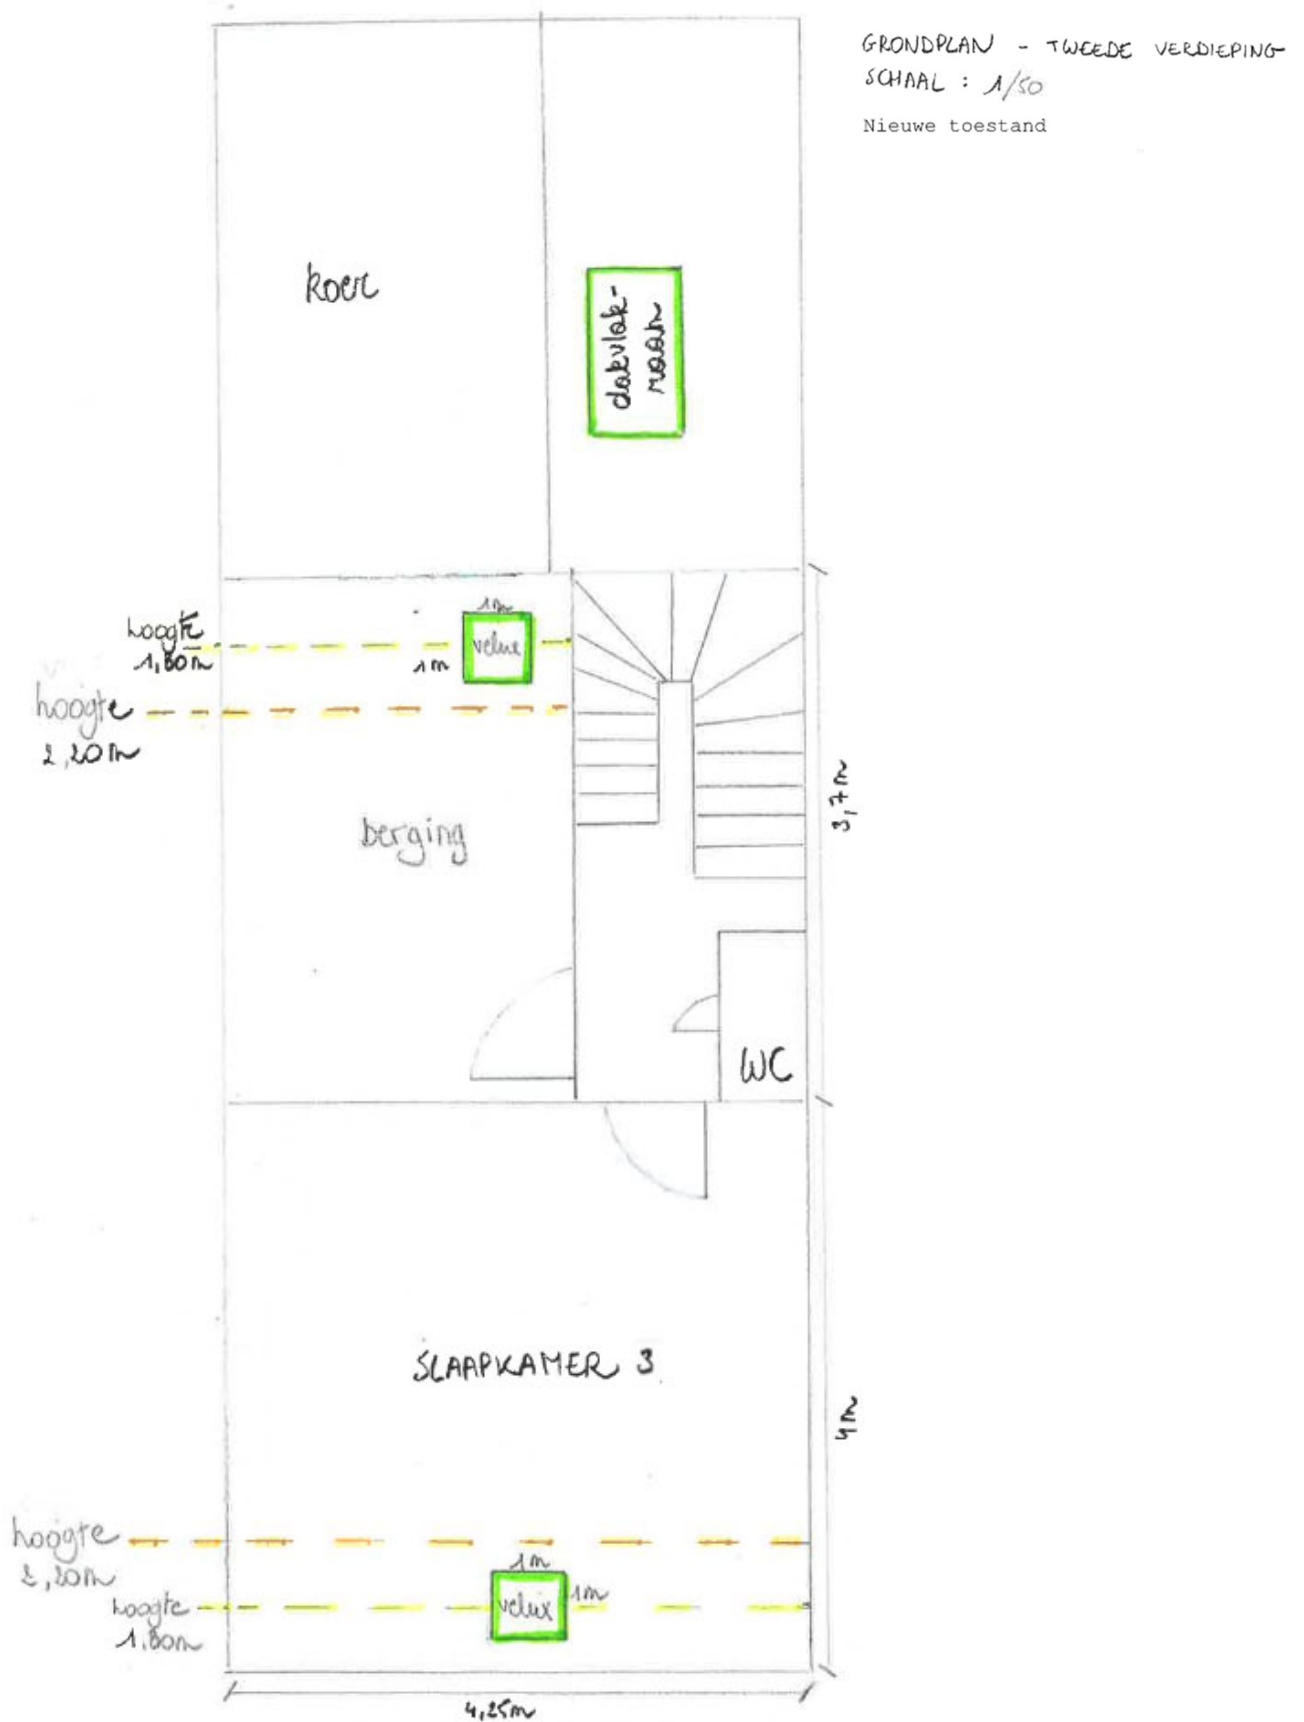 GRONDPLAN - TWEEDE VERDIEPING
SCHAAL : 1/50
Nieuwe toestand
koer
dakvlak-
raam
1m
hoogte
1,80m
velux
1m
hoogte
2,20m
3,7m
berging
WC
SLAAPKAMER 3
4m
hoogte
2,20m
1m
1m
hoogte
1,80m
velux
4,25m